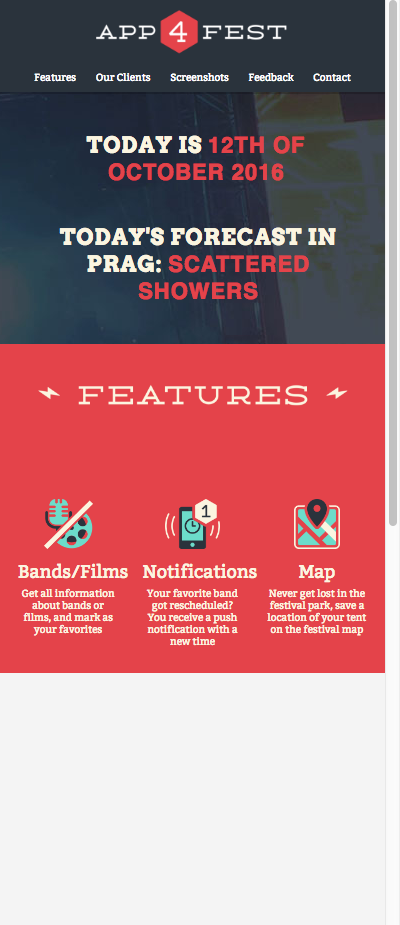 APP 4 FEST
Features Our Clients Screenshots Feedback Contact
TODAY IS 12TH OF
OCTOBER 2016
TODAY'S FORECAST IN
PRAG: SCATTERED
SHOWERS
FEATURES
1
Bands/Films
Get all information
about bands or
films, and mark as
your favorites
Notifications
Your favorite band
got rescheduled?
You receive a push
notification with a
new time
Map
Never get lost in the
festival park, save a
location of your tent
on the festival map